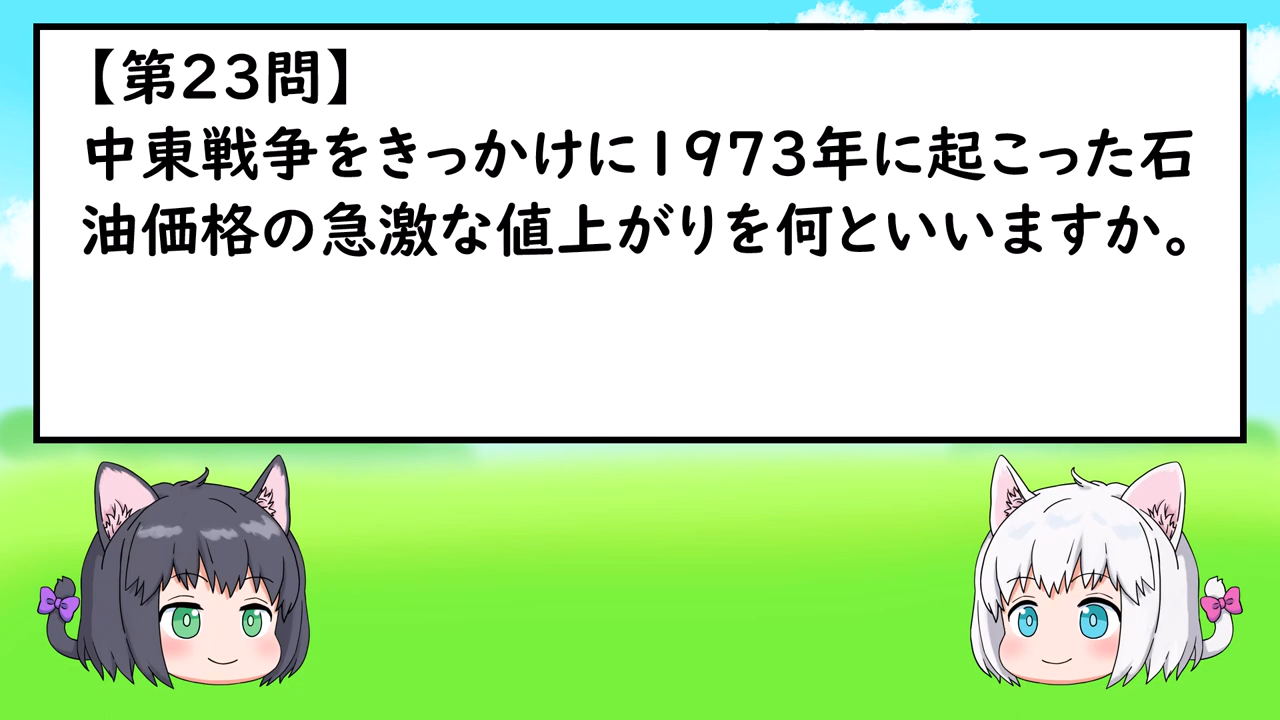 【第23問】
中東戦争をきっかけに1973年に起こった石
油価格の急激な値上がりを何といいますか。